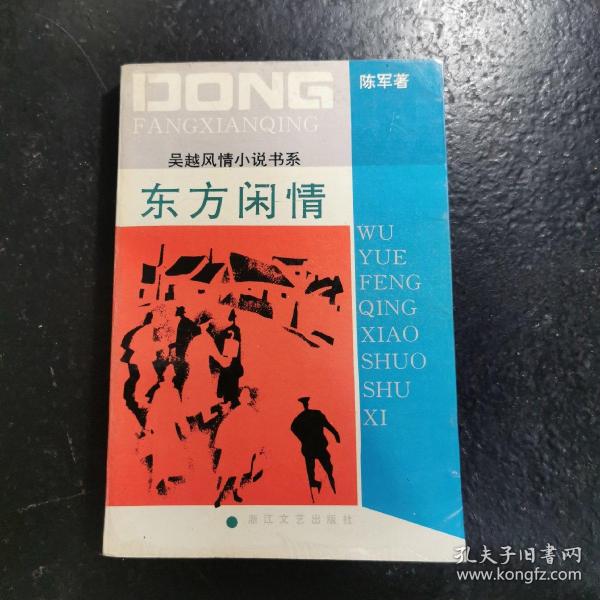 DONG
陈军著
FANGXIANQING
吴越风情小说书系
东方闲情
WU
YUE
FENG
QING
XIAO
SHUO
SHU
XI
浙江文艺出版社
孔夫子旧书网
www.kongfz.com